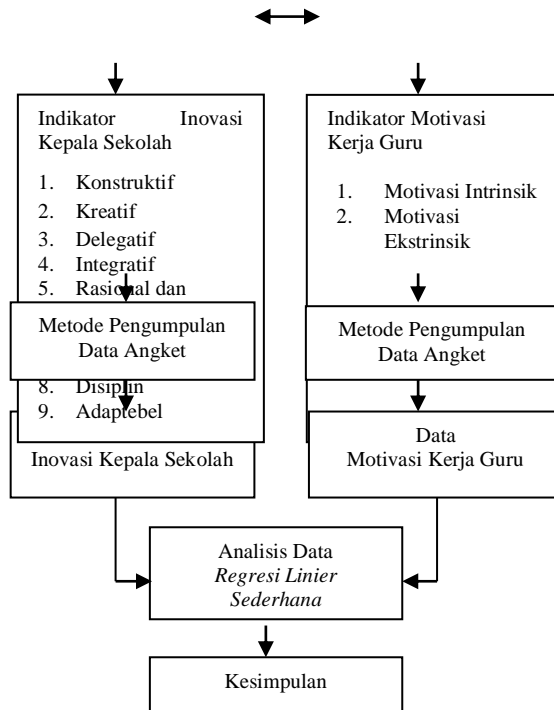 Indikator Inovasi
Kepala Sekolah
1. Konstruktif
2. Kreatif
3. Delegatif
4. Integratif
5. Rasional dan
Metode Pengumpulan
Data Angket
8. Disiplin
9. Adaptebel
Inovasi Kepala Sekolah
Indikator Motivasi
Kerja Guru
1. Motivasi Intrinsik
2. Motivasi
Ekstrinsik
Metode Pengumpulan
Data Angket
Data
Motivasi Kerja Guru
Analisis Data
Regresi Linier
Sederhana
Kesimpulan